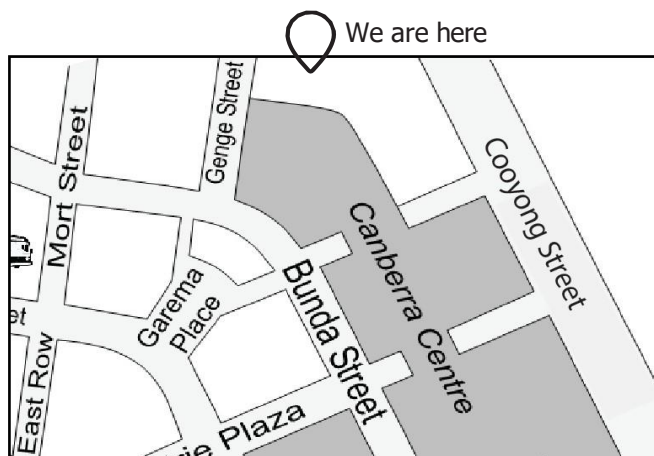 We are here
Genge Street
Mort Street
Cooyong Street
Canberra Centre
Garema
Place
Bunda Street
East Row
Plaza